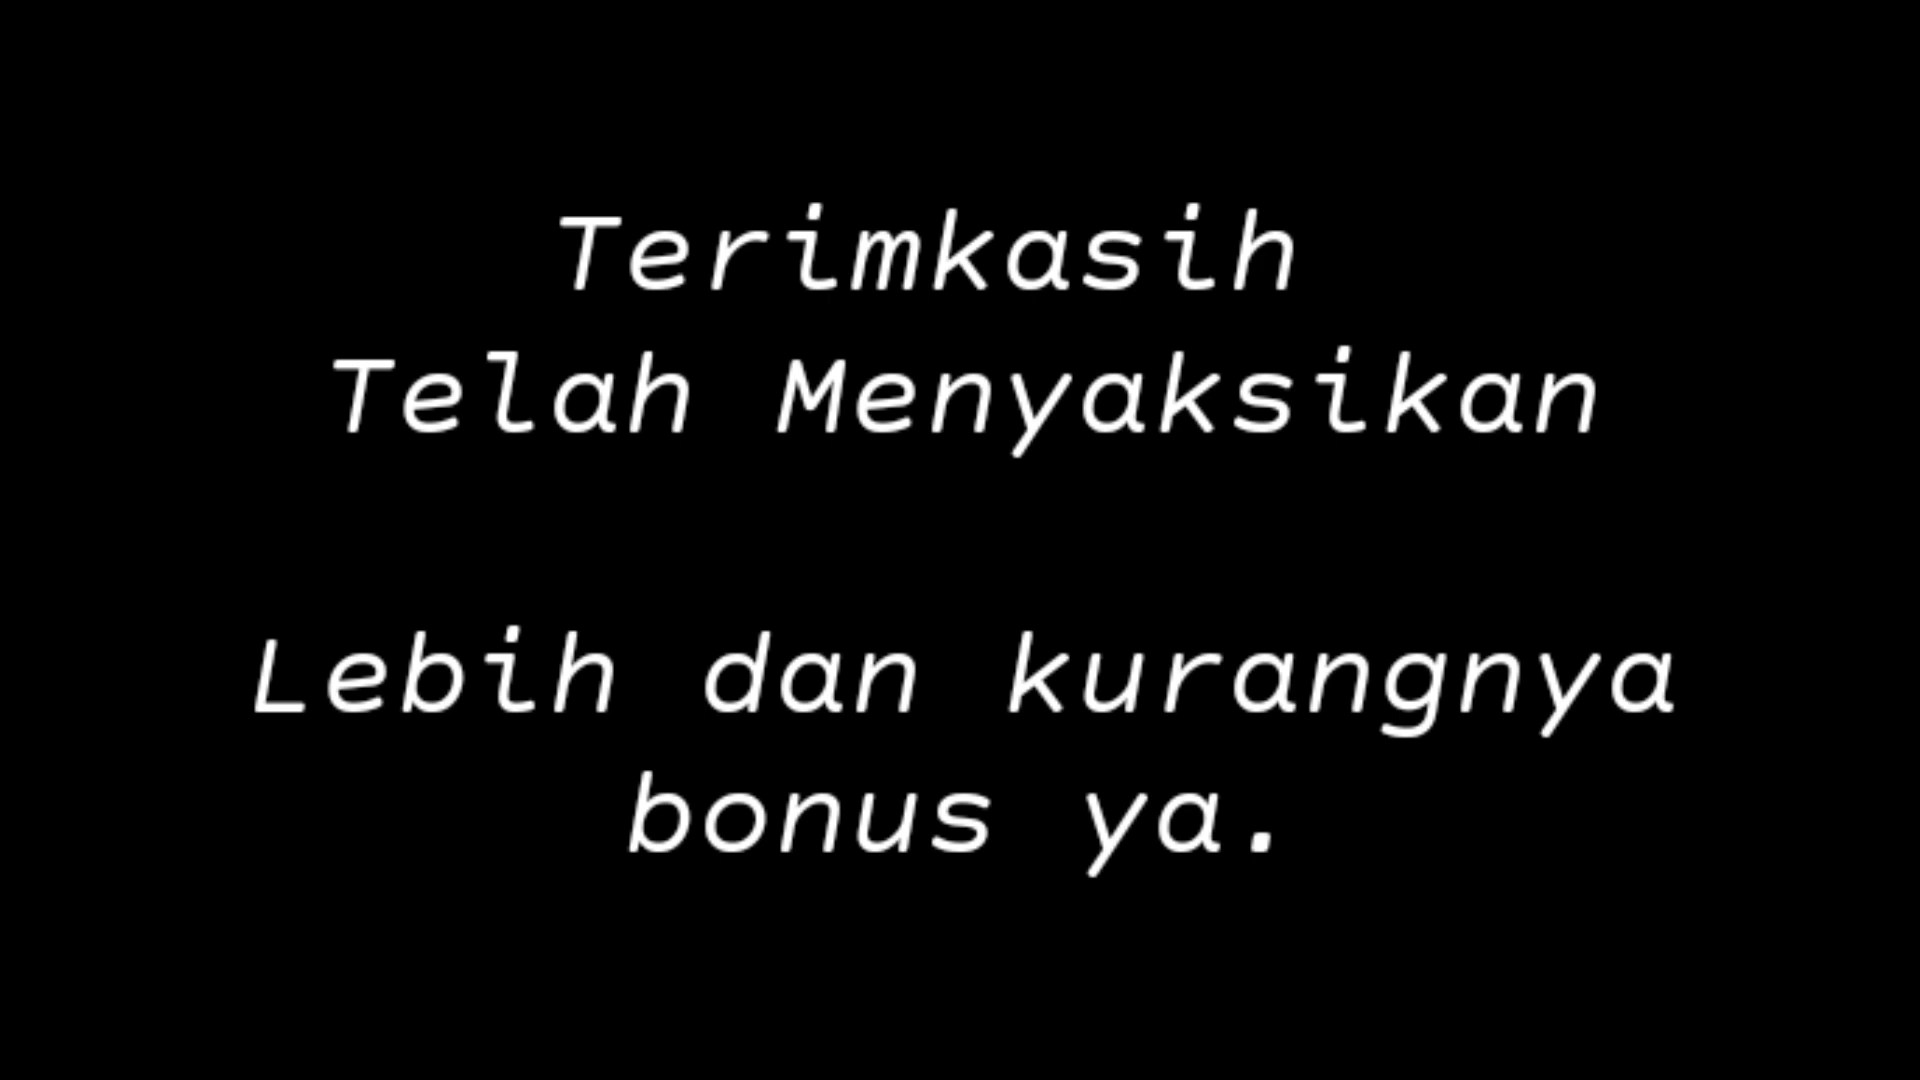 Terimkasih
Telah Menyaksikan
Lebih dan kurangnya
bonus ya.